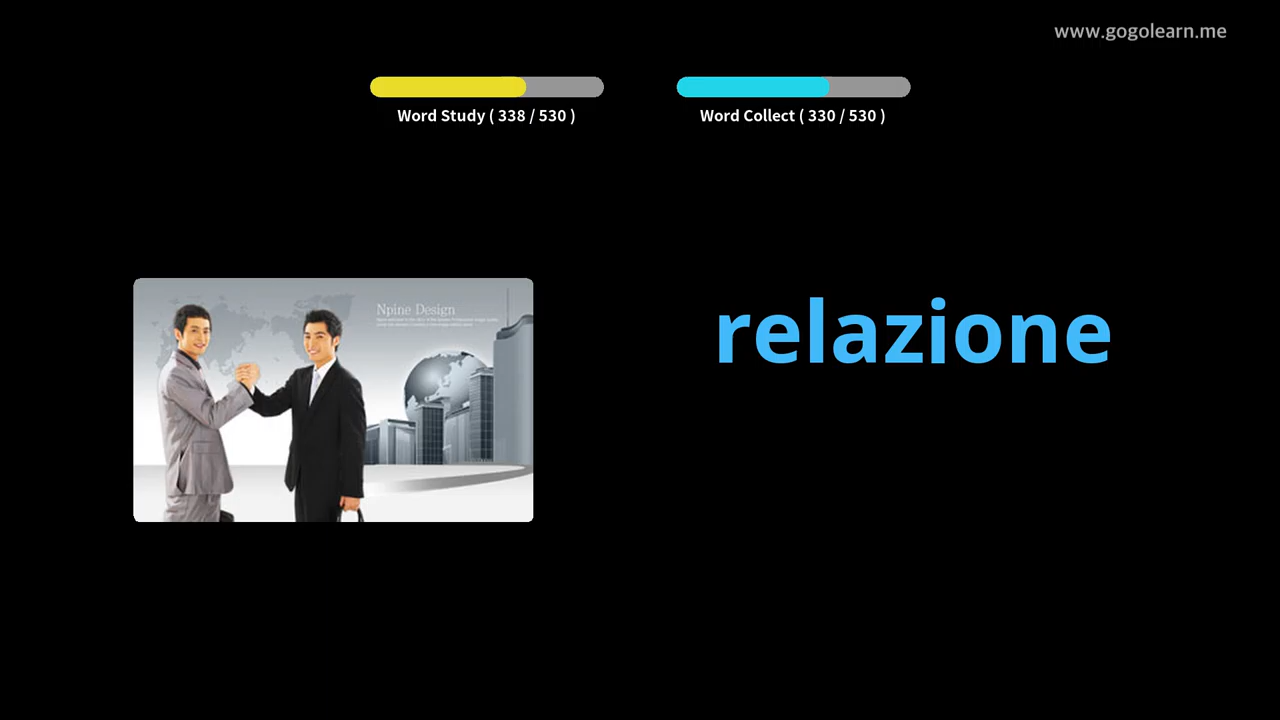 www.gogolearn.me
Word Study ( 338 / 530 )
Word Collect ( 330 / 530 )
Npine Design
relazione